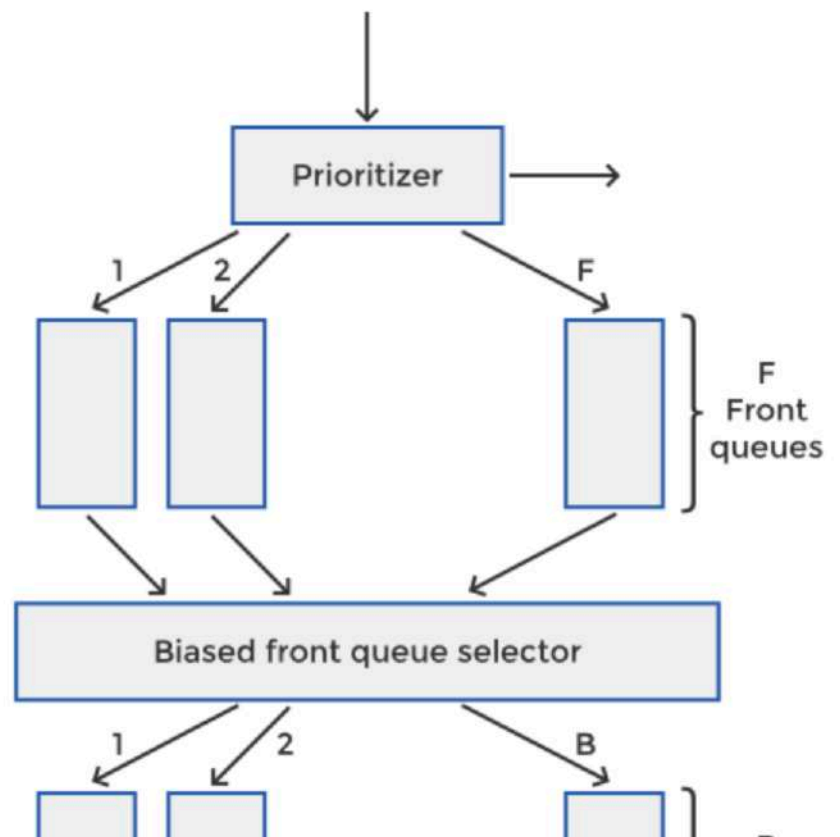 Prioritizer
1
2
F
F
Front
queues
Biased front queue selector
1
2
B